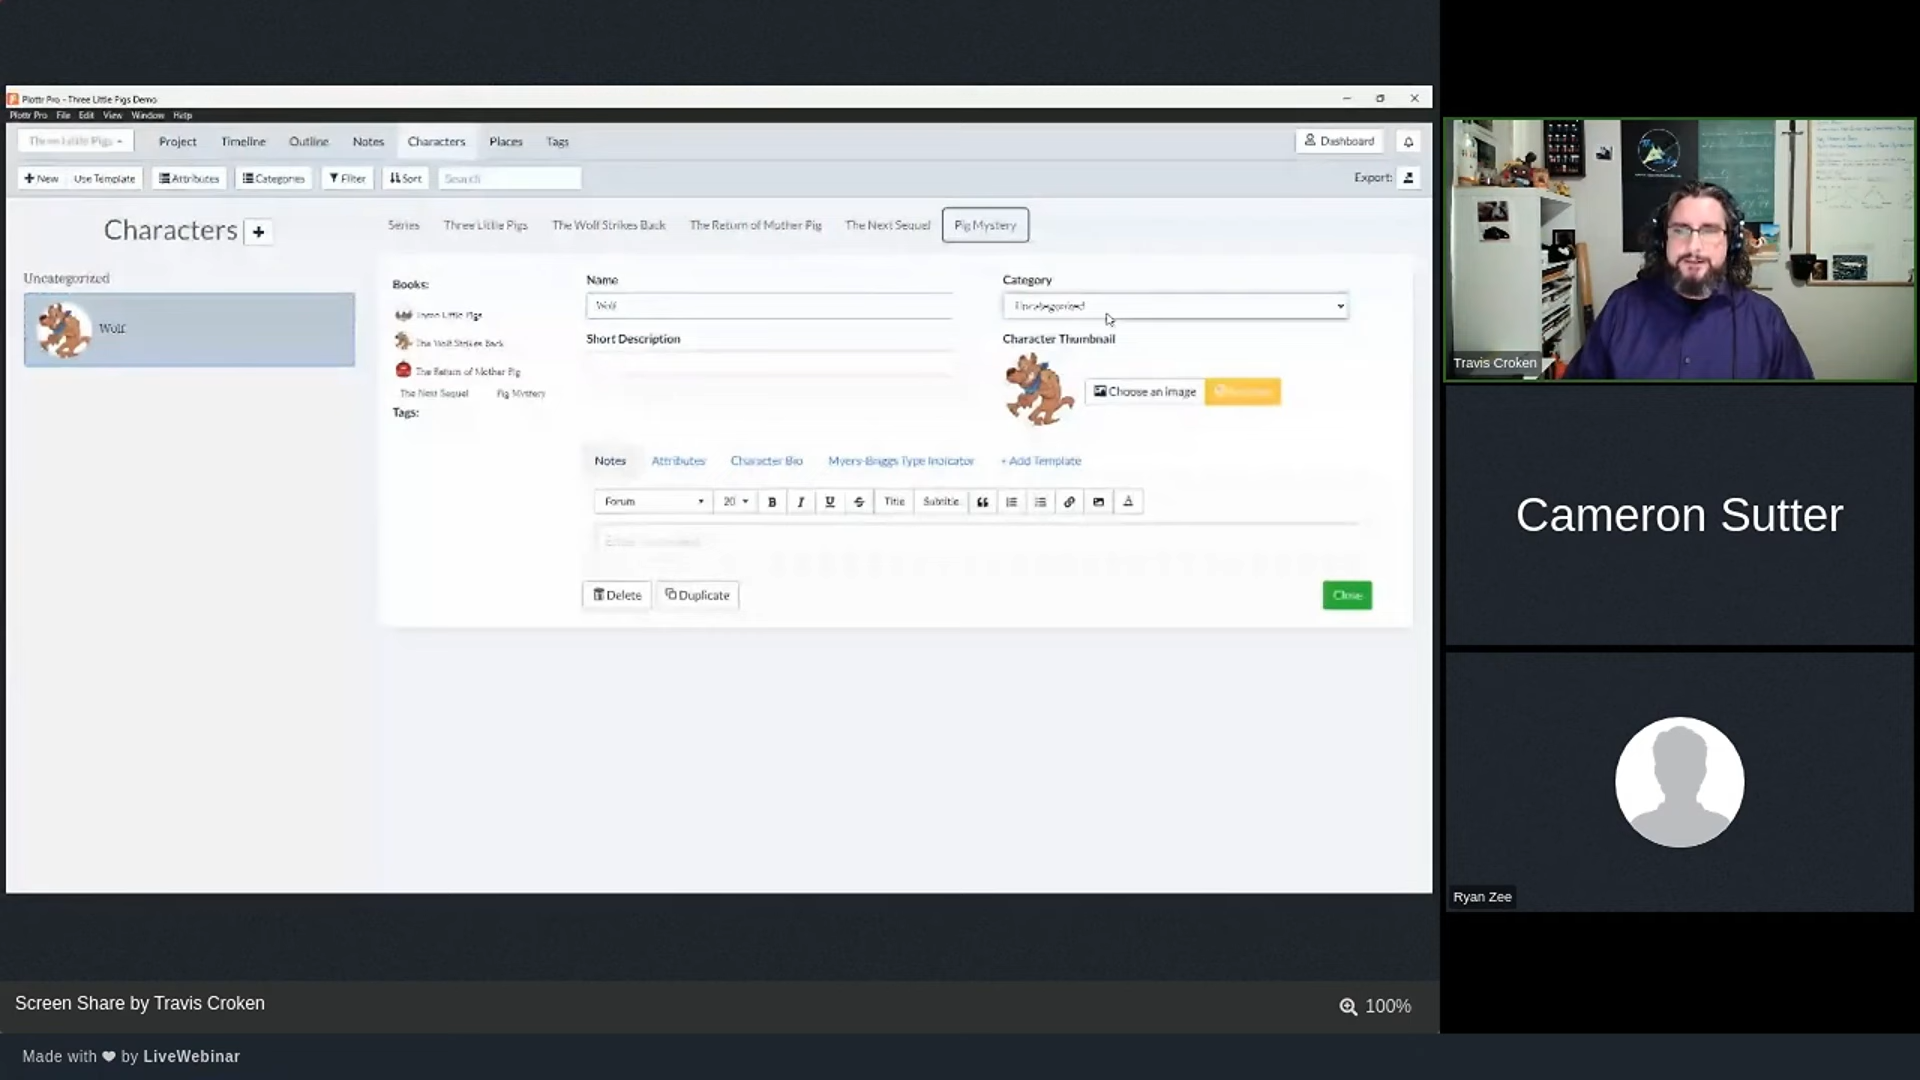 Plottr Pro - Three Little Pigs Demo
Plottr Pro File Edit View Window Help
Three Little Pigs Project Timeline Outline Notes Characters Places Tags Dashboard
New Use Template Attributes Categories Filter Sort Search Export:
Characters
Series Three Little Pigs The Wolf Strikes Back The Return of Mother Pig The Next Sequel Pig Mystery
Uncategorized
Wolf
Books:
Three Little Pigs
The Wolf Strikes Back
The Return of Mother Pig
The Next Sequel Pig Mystery
Tags:
Name
Wolf
Short Description
Category
Uncategorized
Character Thumbnail
Choose an image
Notes Attributes Character Bio Myers-Briggs Type Indicator + Add Template
Forum 20 B I U S Title Subtitle
Delete Duplicate Close
Travis Croken
Cameron Sutter
Ryan Zee
Screen Share by Travis Croken
100%
Made with ❤ by LiveWebinar